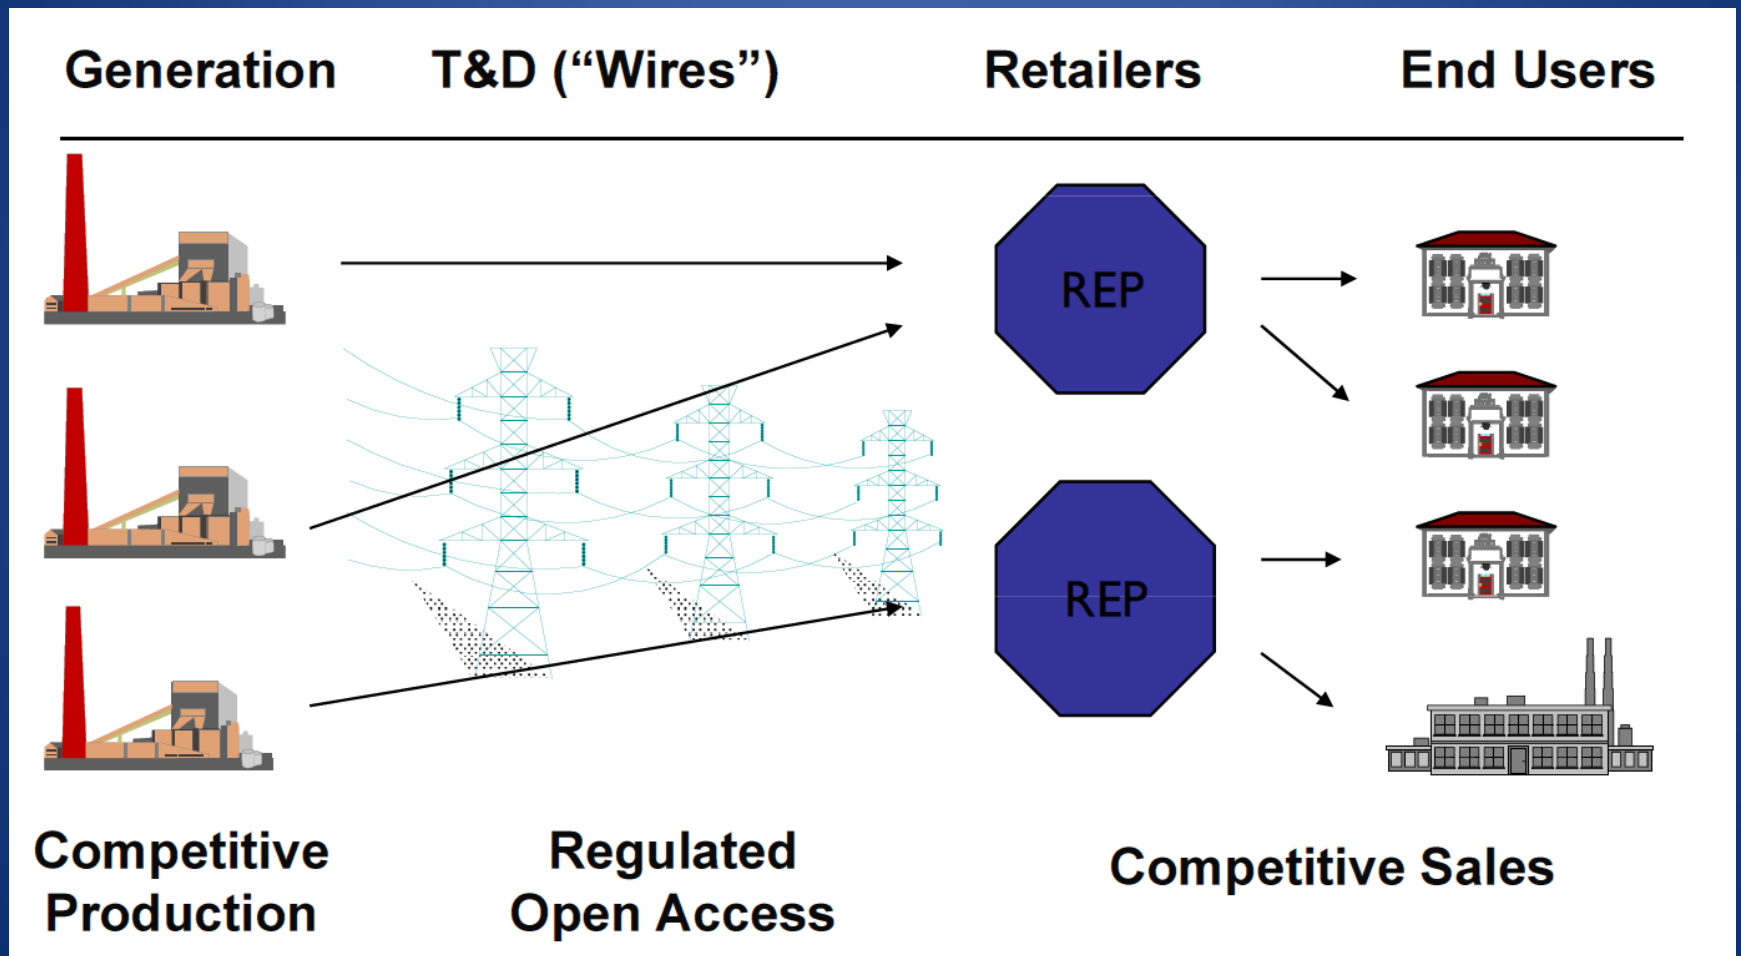 Generation
T&D (“Wires”)
Retailers
End Users
REP
REP
Competitive
Production
Regulated
Open Access
Competitive Sales